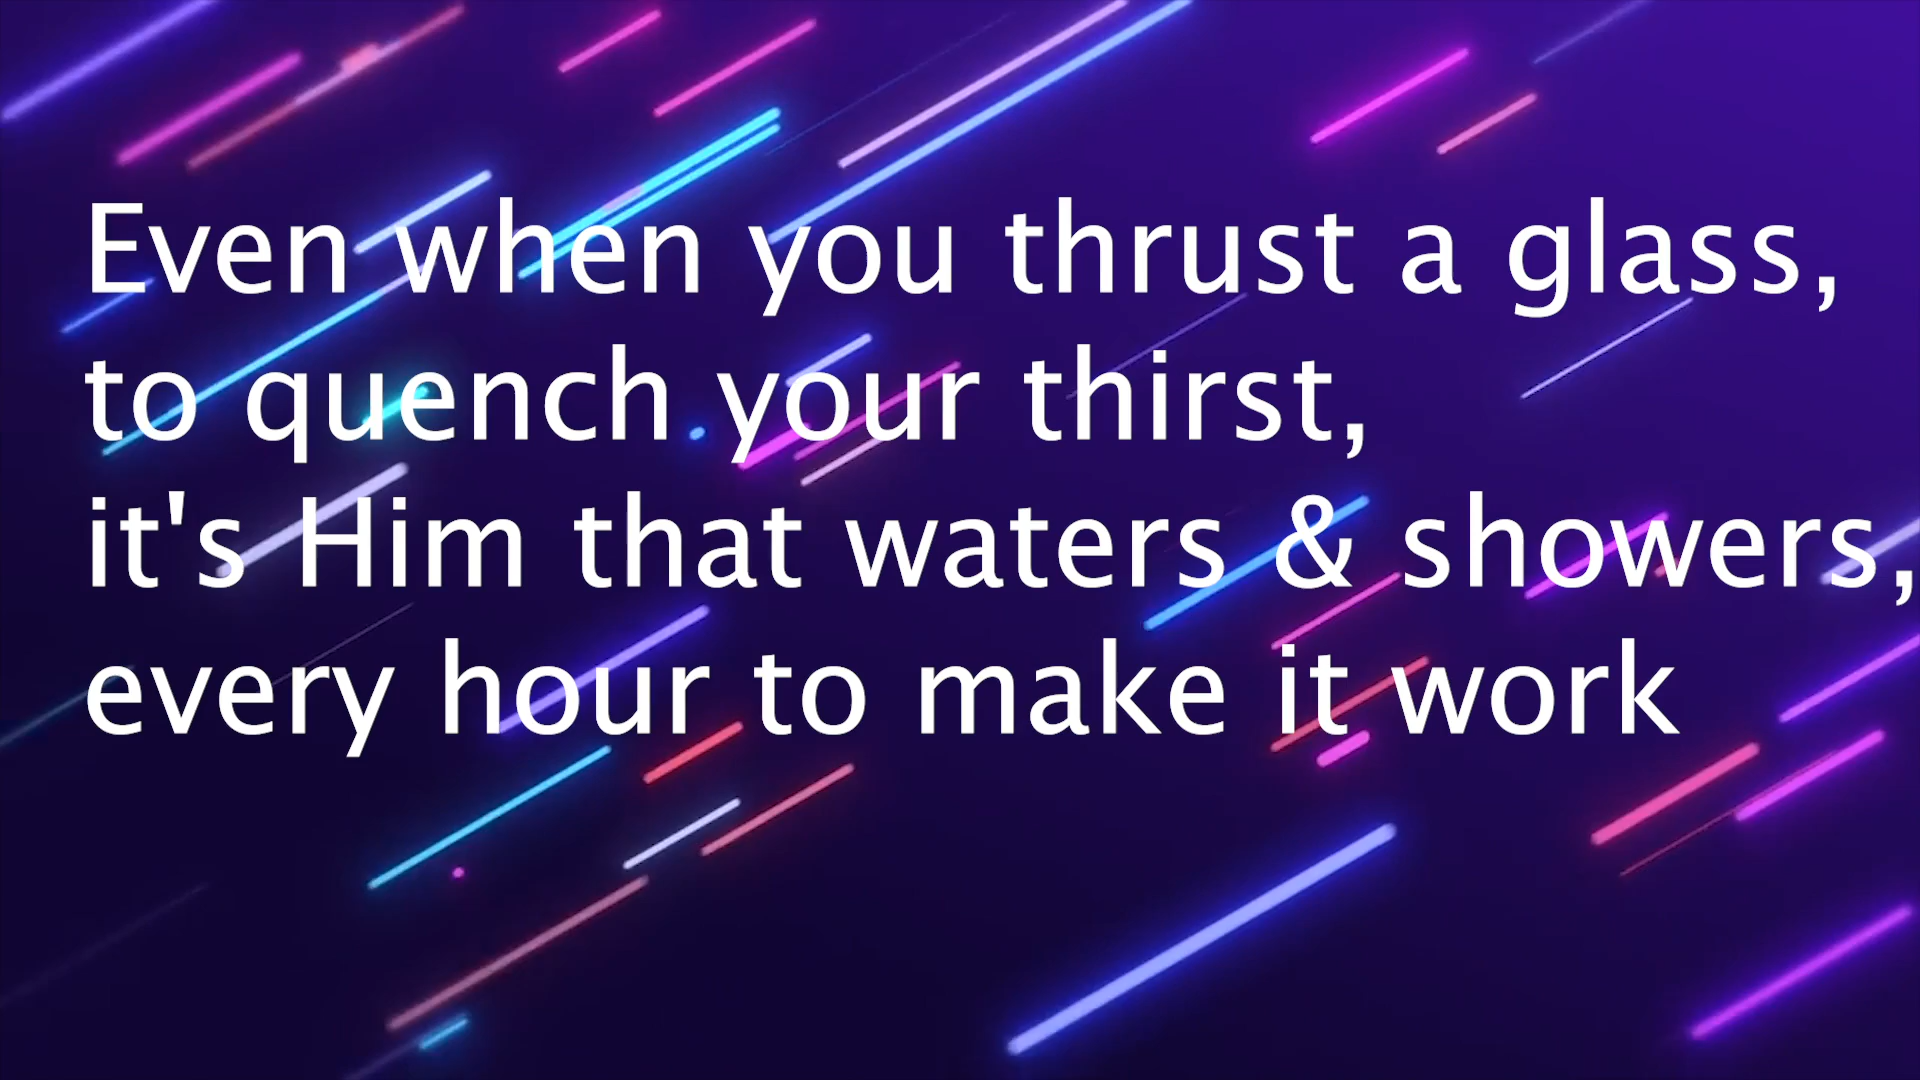 Even when you thrust a glass,
to quench your thirst,
it's Him that waters & showers,
every hour to make it work